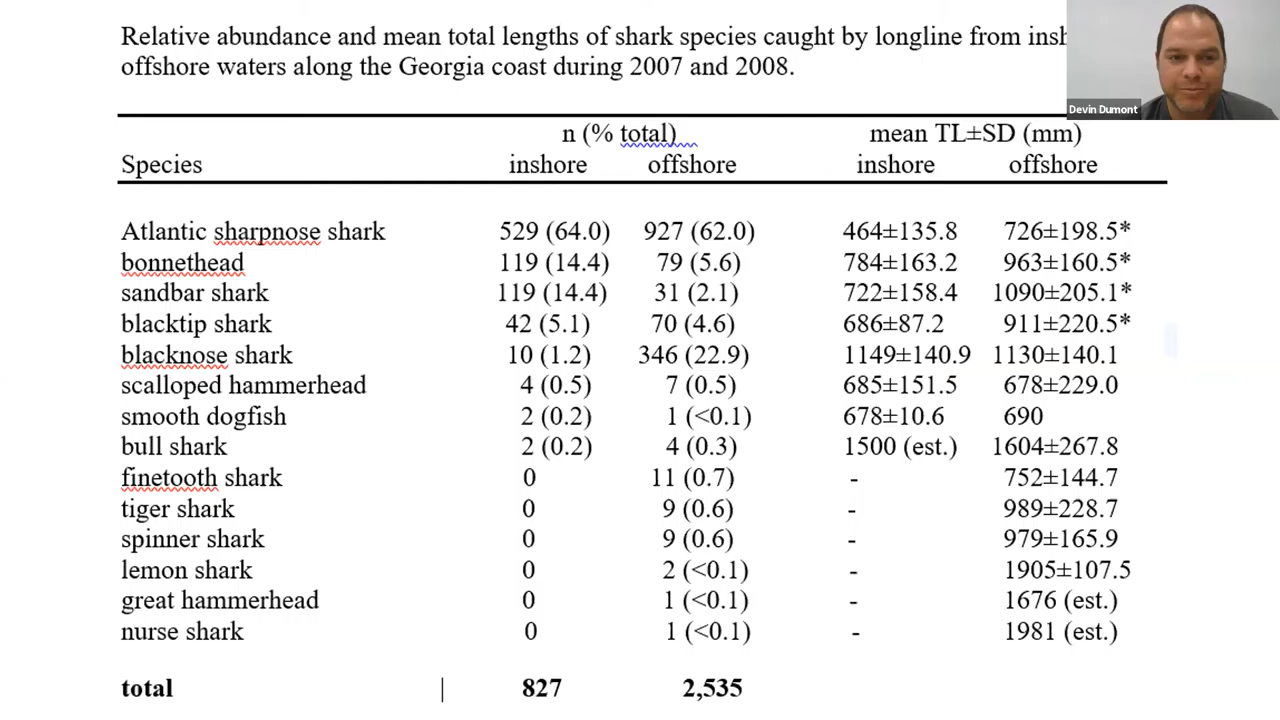 Relative abundance and mean total lengths of shark species caught by longline from
offshore waters along the Georgia coast during 2007 and 2008.
Devin Dumont
n (% total) mean TL±SD (mm)
Species inshore offshore inshore offshore
Atlantic sharpnose shark 529 (64.0) 927 (62.0) 464±135.8 726±198.5*
bonnethead 119 (14.4) 79 (5.6) 784±163.2 963±160.5*
sandbar shark 119 (14.4) 31 (2.1) 722±158.4 1090±205.1*
blacktip shark 42 (5.1) 70 (4.6) 686±87.2 911±220.5*
blacknose shark 10 (1.2) 346 (22.9) 1149±140.9 1130±140.1
scalloped hammerhead 4 (0.5) 7 (0.5) 685±151.5 678±229.0
smooth dogfish 2 (0.2) 1 (<0.1) 678±10.6 690
bull shark 2 (0.2) 4 (0.3) 1500 (est.) 1604±267.8
finetooth shark 0 11 (0.7) - 752±144.7
tiger shark 0 9 (0.6) - 989±228.7
spinner shark 0 9 (0.6) - 979±165.9
lemon shark 0 2 (<0.1) - 1905±107.5
great hammerhead 0 1 (<0.1) - 1676 (est.)
nurse shark 0 1 (<0.1) - 1981 (est.)
total 827 2,535